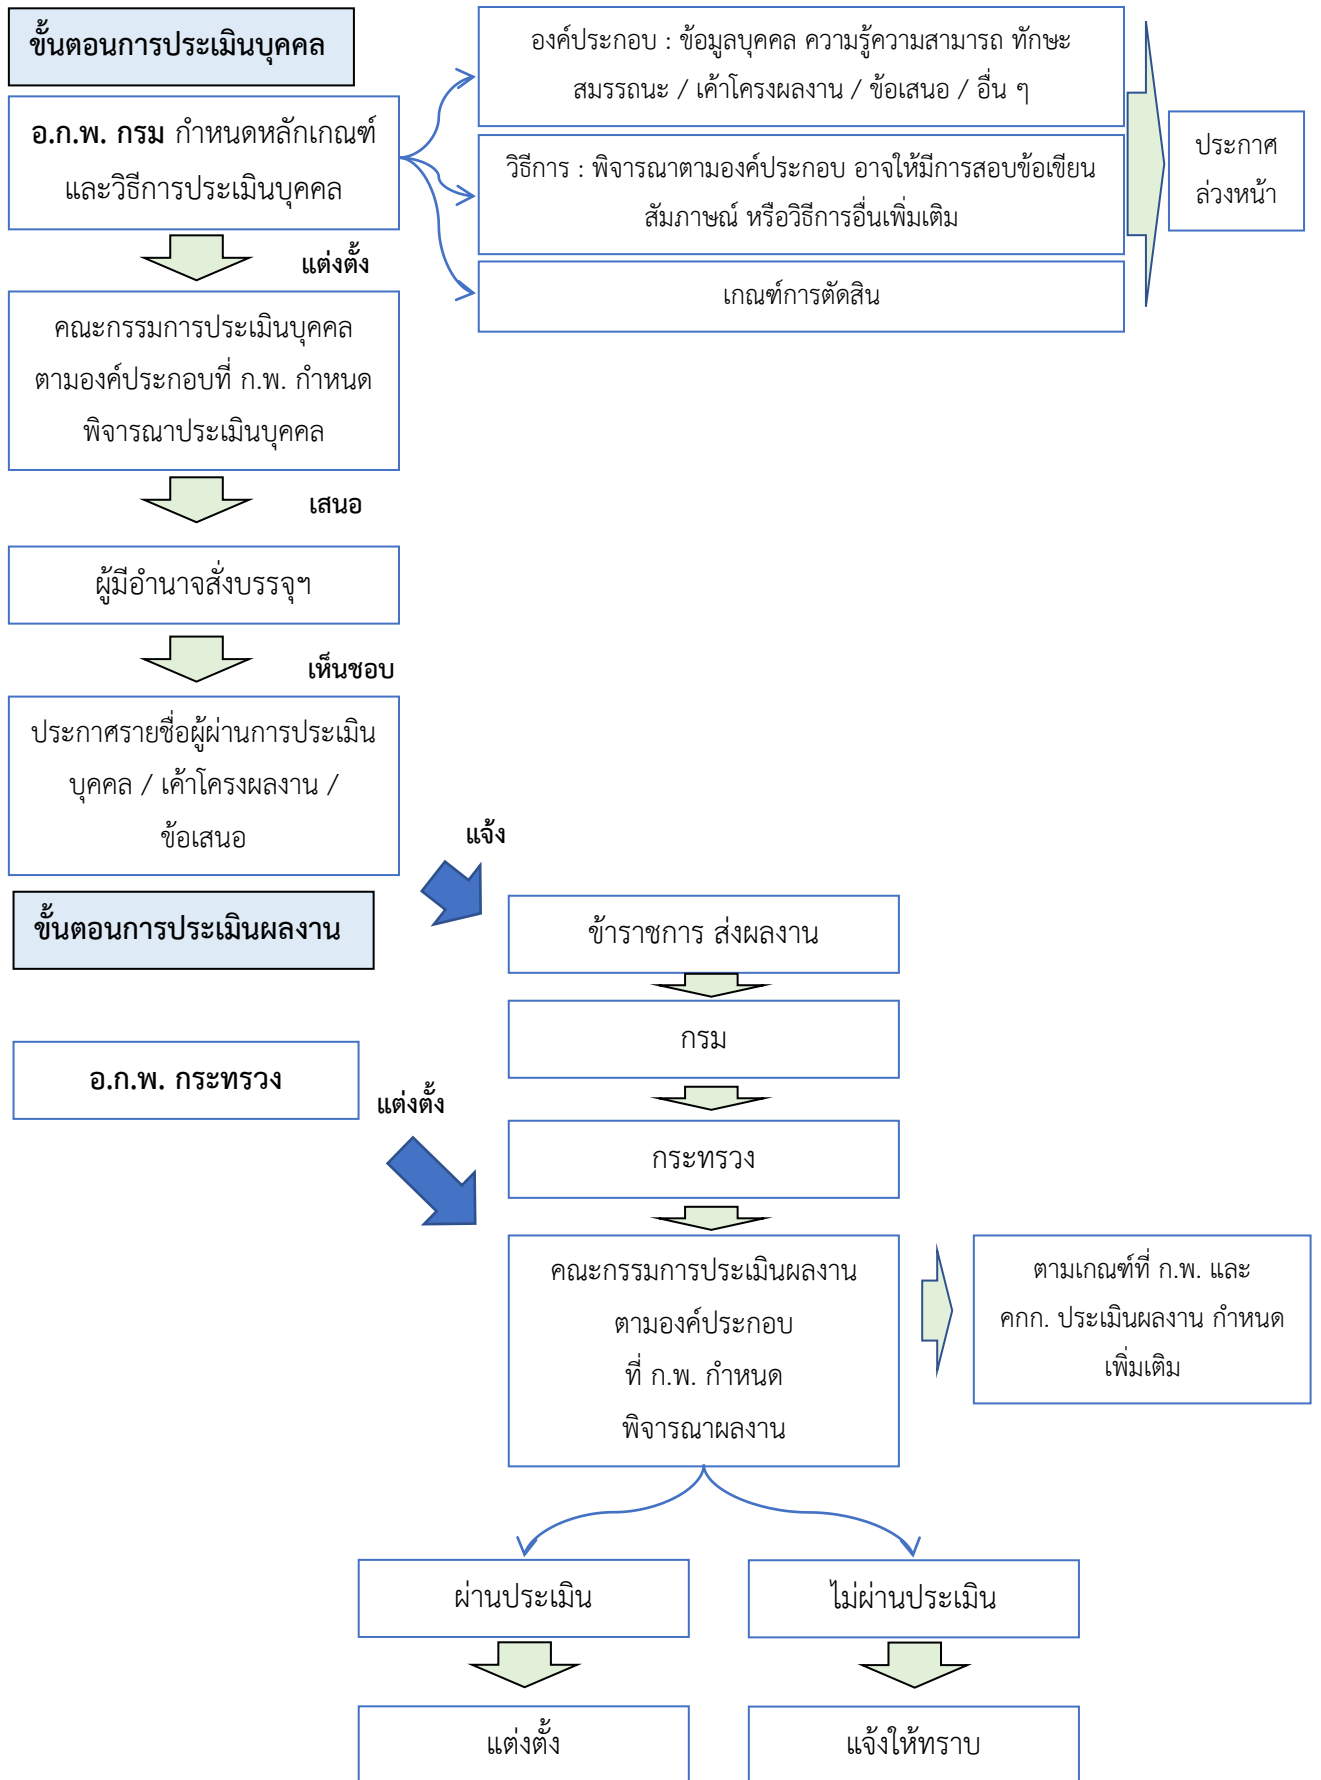 ขั้นตอนการประเมินบุคคล
อ.ก.พ. กรม กำหนดหลักเกณฑ์
และวิธีการประเมินบุคคล
องค์ประกอบ : ข้อมูลบุคคล ความรู้ความสามารถ ทักษะ
สมรรถนะ / เค้าโครงผลงาน / ข้อเสนอ / อื่น ๆ
วิธีการ : พิจารณาตามองค์ประกอบ อาจให้มีการสอบข้อเขียน
สัมภาษณ์ หรือวิธีการอื่นเพิ่มเติม
เกณฑ์การตัดสิน
ประกาศ
ล่วงหน้า
แต่งตั้ง
คณะกรรมการประเมินบุคคล
ตามองค์ประกอบที่ ก.พ. กำหนด
พิจารณาประเมินบุคคล
เสนอ
ผู้มีอำนาจสั่งบรรจุฯ
เห็นชอบ
ประกาศรายชื่อผู้ผ่านการประเมิน
บุคคล / เค้าโครงผลงาน /
ข้อเสนอ
แจ้ง
ขั้นตอนการประเมินผลงาน
ข้าราชการ ส่งผลงาน
กรม
อ.ก.พ. กระทรวง
แต่งตั้ง
กระทรวง
คณะกรรมการประเมินผลงาน
ตามองค์ประกอบ
ที่ ก.พ. กำหนด
พิจารณาผลงาน
ตามเกณฑ์ที่ ก.พ. และ
คกก. ประเมินผลงาน กำหนด
เพิ่มเติม
ผ่านประเมิน
ไม่ผ่านประเมิน
แต่งตั้ง
แจ้งให้ทราบ